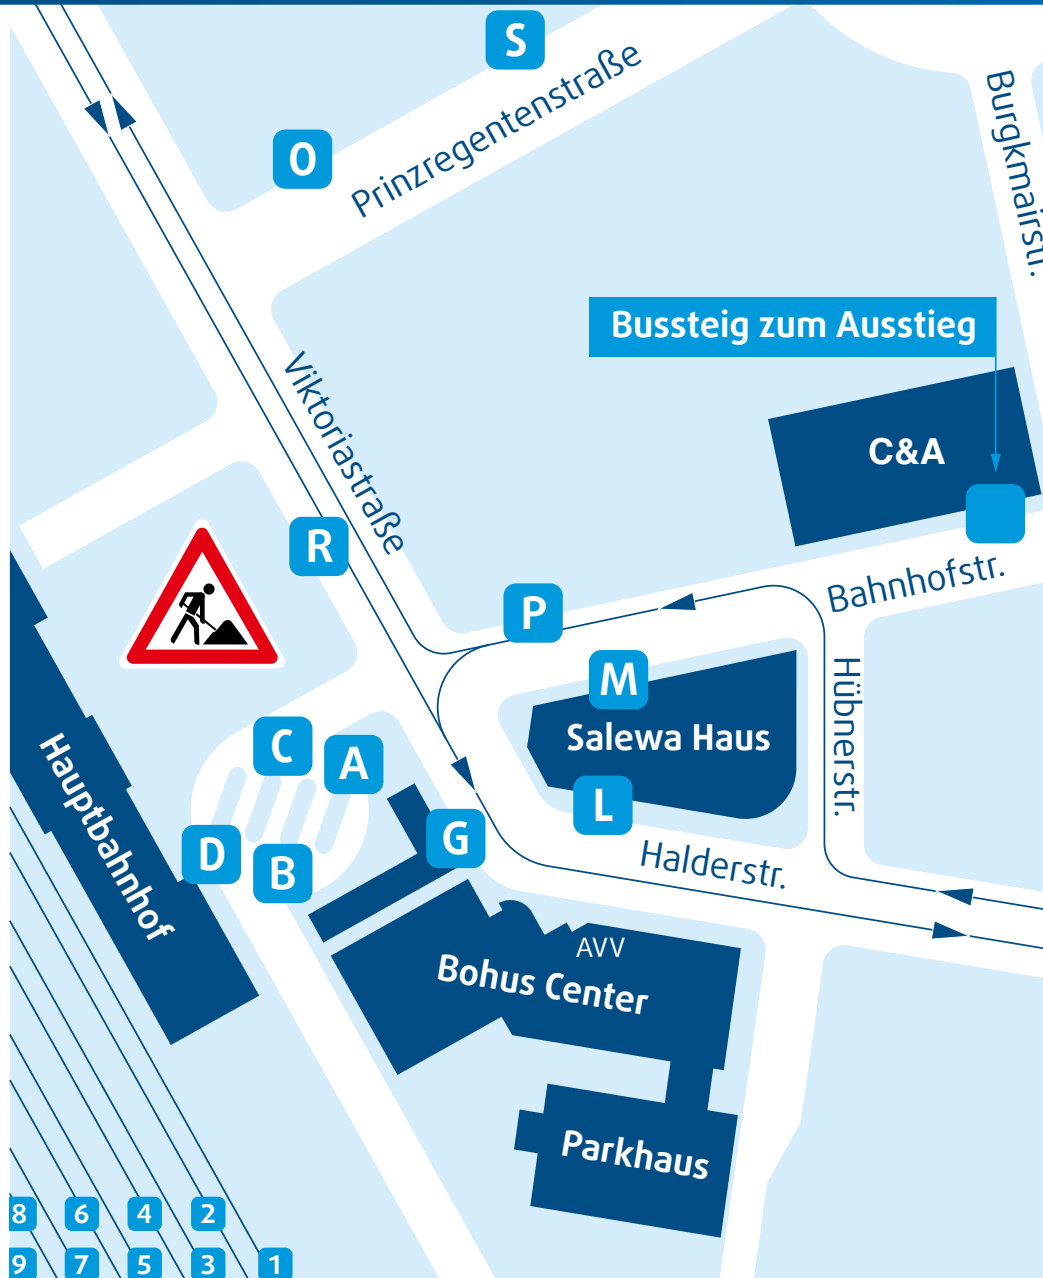 S
Prinzregentenstraße
O
Burgkmairstr.
Bussteig zum Ausstieg
Viktoriastraße
C&A
R
Bahnhofstr.
P
M
Hübnerstr.
Salewa Haus
C
A
L
Hauptbahnhof
D
B
G
Halderstr.
AVV
Bohus Center
Parkhaus
8 6 4 2
9 7 5 3 1